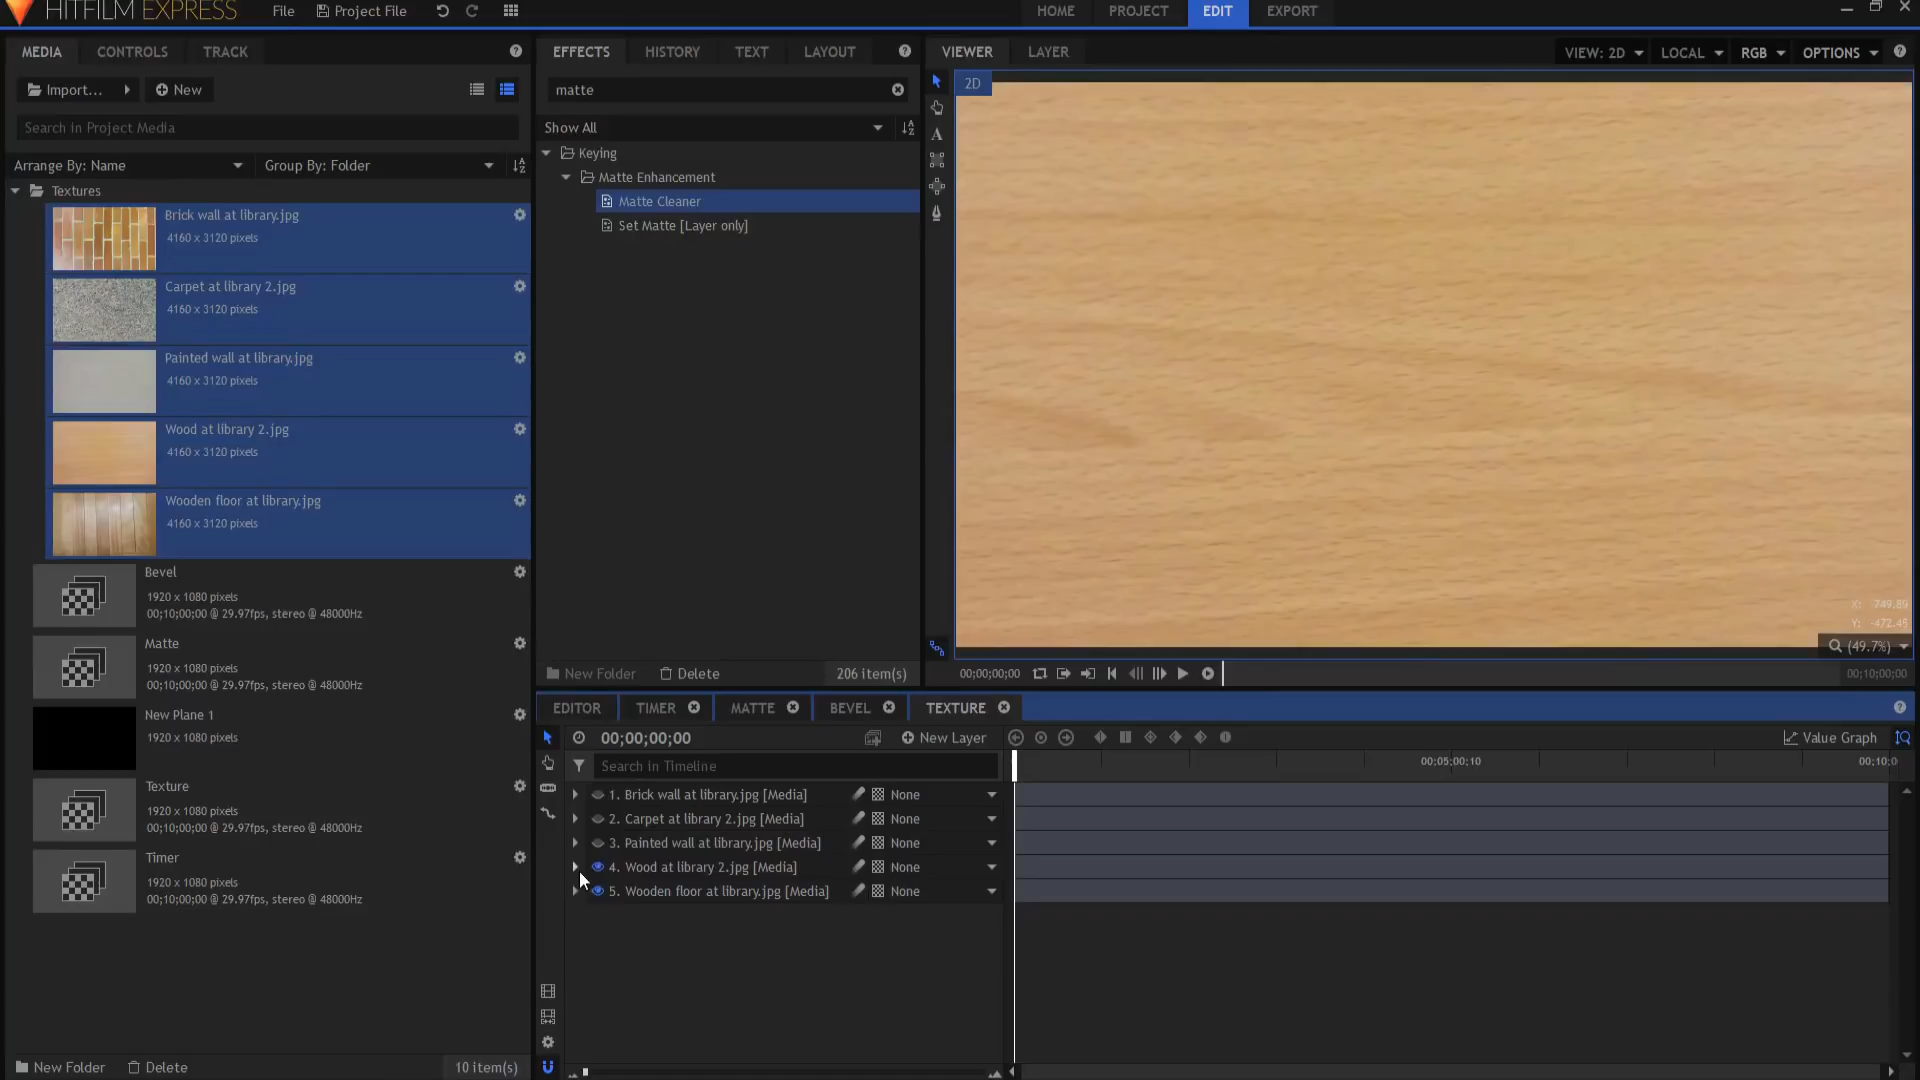 HITFILM EXPRESS File Project File HOME PROJECT EDIT EXPORT
MEDIA CONTROLS TRACK
Import... New
Search in Project Media
Arrange By: Name Group By: Folder
Textures
Brick wall at library.jpg
4160 x 3120 pixels
Carpet at library 2.jpg
4160 x 3120 pixels
Painted wall at library.jpg
4160 x 3120 pixels
Wood at library 2.jpg
4160 x 3120 pixels
Wooden floor at library.jpg
4160 x 3120 pixels
Bevel
1920 x 1080 pixels
00;10;00;00 @ 29.97fps, stereo @ 48000Hz
Matte
1920 x 1080 pixels
00;10;00;00 @ 29.97fps, stereo @ 48000Hz
New Plane 1
1920 x 1080 pixels
Texture
1920 x 1080 pixels
00;10;00;00 @ 29.97fps, stereo @ 48000Hz
Timer
1920 x 1080 pixels
00;10;00;00 @ 29.97fps, stereo @ 48000Hz
New Folder Delete 10 item(s)
EFFECTS HISTORY TEXT LAYOUT
matte
Show All
Keying
Matte Enhancement
Matte Cleaner
Set Matte [Layer only]
New Folder Delete 206 item(s)
VIEWER LAYER VIEW: 2D LOCAL RGB OPTIONS
2D
A
X: 749.89
Y: -472.45
(49.7%)
00;00;00;00 00;10;00;00
EDITOR TIMER MATTE BEVEL TEXTURE
00;00;00;00 New Layer Value Graph
Search in Timeline 00;05;00;10 00;10;0
1. Brick wall at library.jpg [Media] None
2. Carpet at library 2.jpg [Media] None
3. Painted wall at library.jpg [Media] None
4. Wood at library 2.jpg [Media] None
5. Wooden floor at library.jpg [Media] None